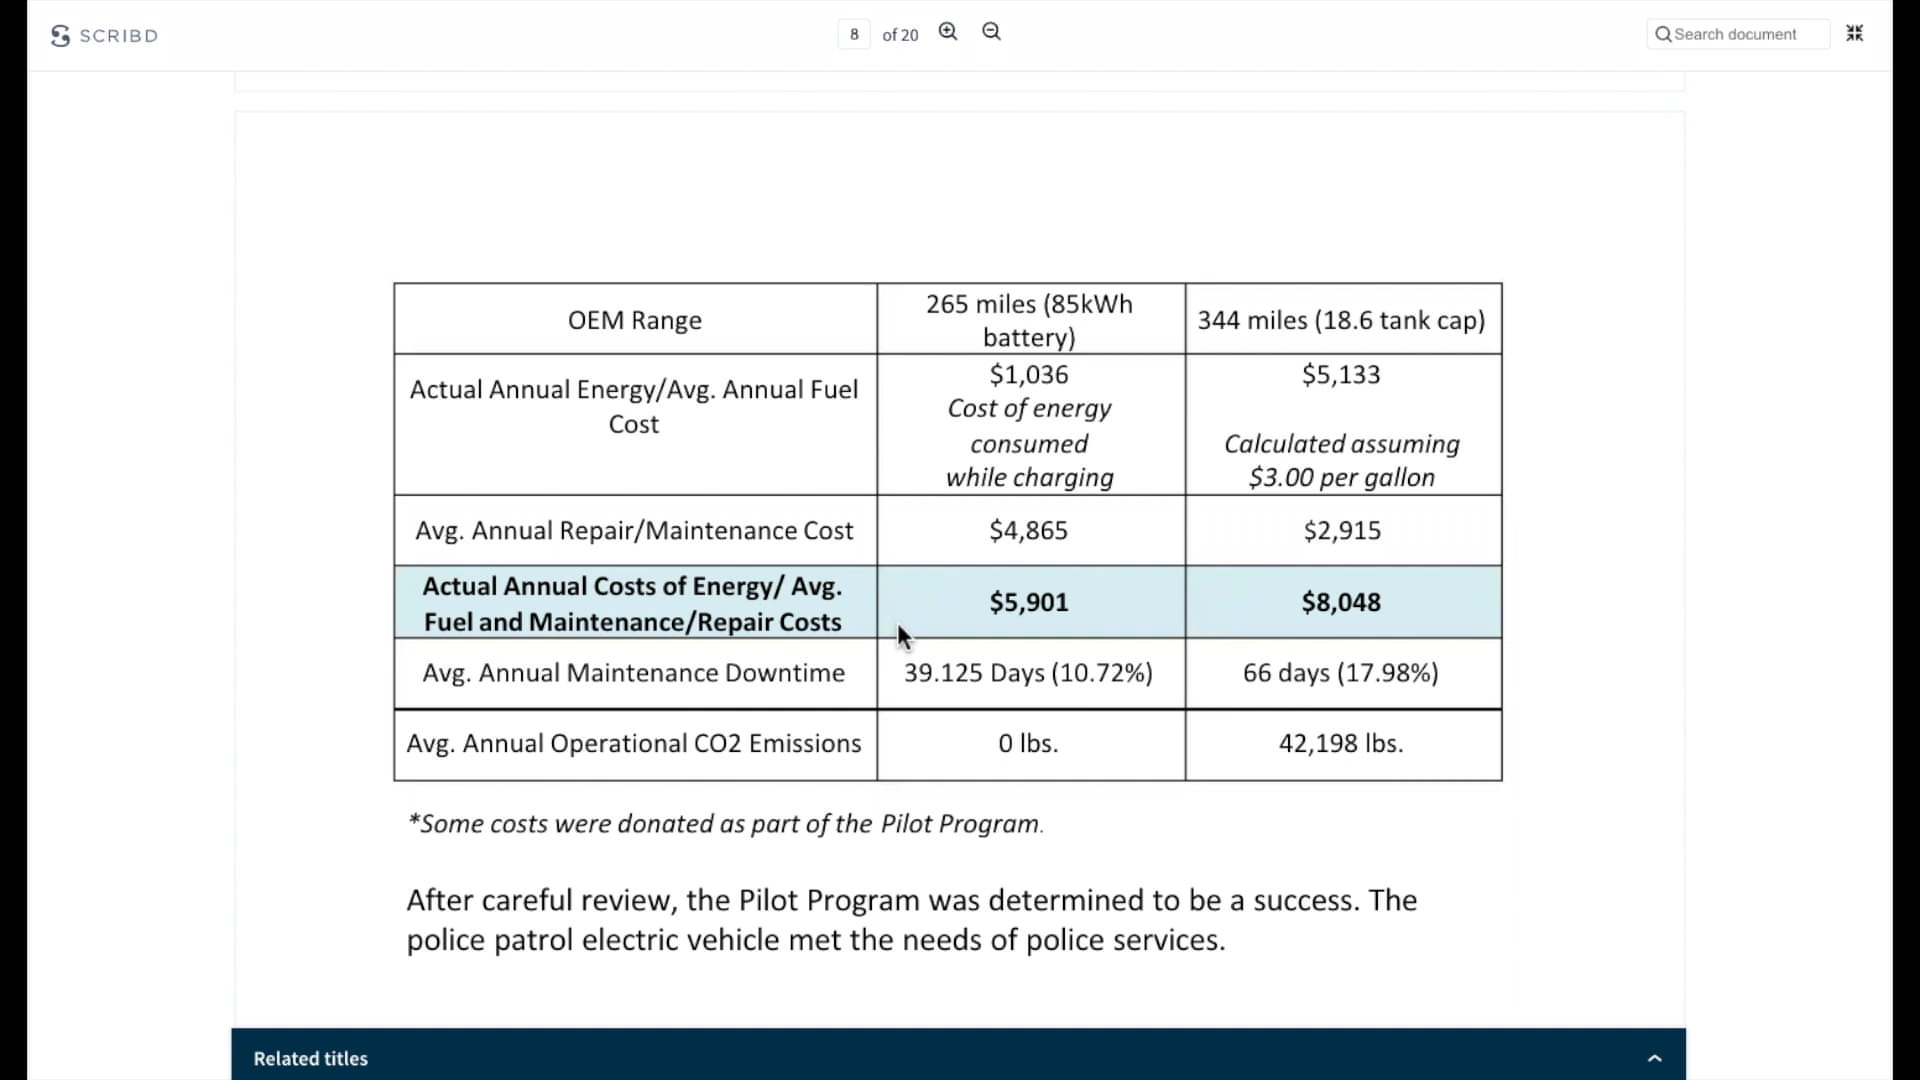 SCRIBD
8 of 20
Search document
OEM Range
265 miles (85kWh
battery)
344 miles (18.6 tank cap)
Actual Annual Energy/Avg. Annual Fuel
Cost
$1,036
Cost of energy
consumed
while charging
$5,133
Calculated assuming
$3.00 per gallon
Avg. Annual Repair/Maintenance Cost
$4,865
$2,915
Actual Annual Costs of Energy/ Avg.
Fuel and Maintenance/Repair Costs
$5,901
$8,048
Avg. Annual Maintenance Downtime
39.125 Days (10.72%)
66 days (17.98%)
Avg. Annual Operational CO2 Emissions
0 lbs.
42,198 lbs.
*Some costs were donated as part of the Pilot Program.
After careful review, the Pilot Program was determined to be a success. The
police patrol electric vehicle met the needs of police services.
Related titles